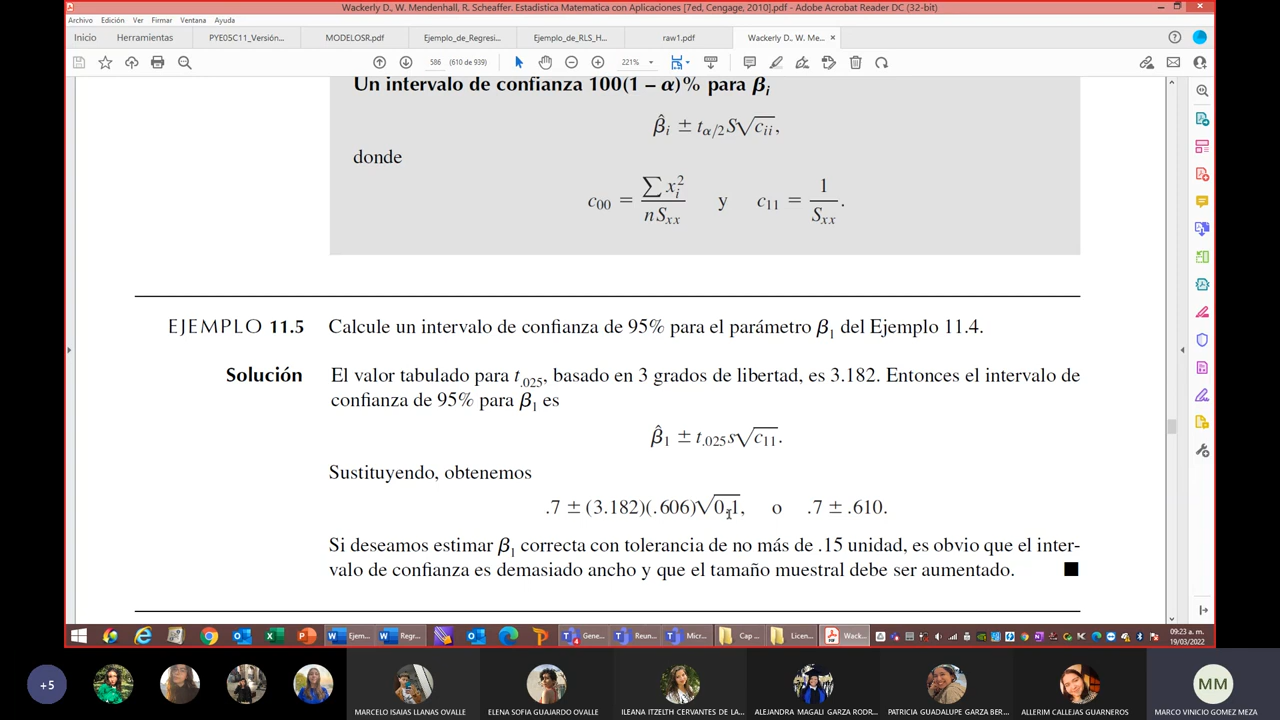 Wackerly D., W. Mendenhall, R. Scheaffer. Estadística Matematica con Aplicaciones [7ed, Cengage, 2010].pdf - Adobe Acrobat Reader DC (32-bit)
Archivo Edición Ver Firmar Ventana Ayuda
Inicio Herramientas PYE05C11_Versión... MODELOSR.pdf Ejemplo_de_Regresi... Ejemplo_de_RLS_H... raw1.pdf Wackerly D., W. Me... ×
586 (610 de 939) 221%
Un intervalo de confianza 100(1 − α)% para βi
β̂i ± tα/2S√cii,
donde
c00 = ∑ xi² / nSxx y c11 = 1 / Sxx.
EJEMPLO 11.5 Calcule un intervalo de confianza de 95% para el parámetro β1 del Ejemplo 11.4.
Solución El valor tabulado para t.025, basado en 3 grados de libertad, es 3.182. Entonces el intervalo de
confianza de 95% para β1 es
β̂1 ± t.025s√c11.
Sustituyendo, obtenemos
.7 ± (3.182)(.606)√0.1, o .7 ± .610.
Si deseamos estimar β1 correcta con tolerancia de no más de .15 unidad, es obvio que el inter-
valo de confianza es demasiado ancho y que el tamaño muestral debe ser aumentado.
Ejem... Regr... Gene... Reun... Micr... Cap ... Licen... Wack...
09:23 a. m.
19/03/2022
+5 MM
MARCELO ISAIAS LLANAS OVALLE ELENA SOFIA GUAJARDO OVALLE ILEANA ITZELTH CERVANTES DE LA... ALEJANDRA MAGALI GARZA RODR... PATRICIA GUADALUPE GARZA BER... ALLERIM CALLEJAS GUARNEROS MARCO VINICIO GOMEZ MEZA